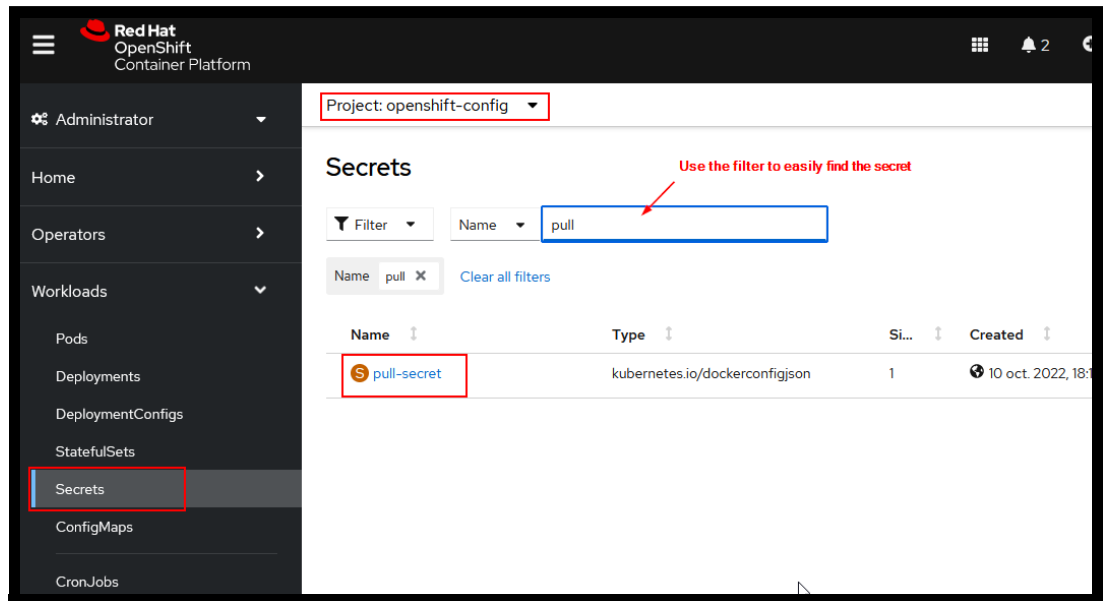 Red Hat
OpenShift
Container Platform
2
Administrator
Home
Operators
Workloads
Pods
Deployments
DeploymentConfigs
StatefulSets
Secrets
ConfigMaps
CronJobs
Project: openshift-config
Secrets
Use the filter to easily find the secret
Filter Name pull
Name pull Clear all filters
Name Type Si... Created
S pull-secret kubernetes.io/dockerconfigjson 1 10 oct. 2022,